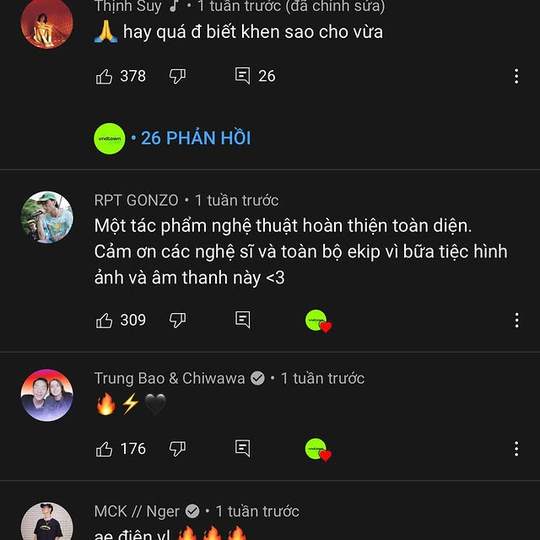 Thịnh Suy ♪ • 1 tuần trước (đã chỉnh sửa)
🙏 hay quá đ biết khen sao cho vừa
378 26
undtown • 26 PHẢN HỒI
RPT GONZO • 1 tuần trước
Một tác phẩm nghệ thuật hoàn thiện toàn diện.
Cảm ơn các nghệ sĩ và toàn bộ ekip vì bữa tiệc hình
ảnh và âm thanh này <3
309
Trung Bao & Chiwawa • 1 tuần trước
🔥⚡🖤
176
MCK // Nger • 1 tuần trước
ae điên vl 🔥🔥🔥